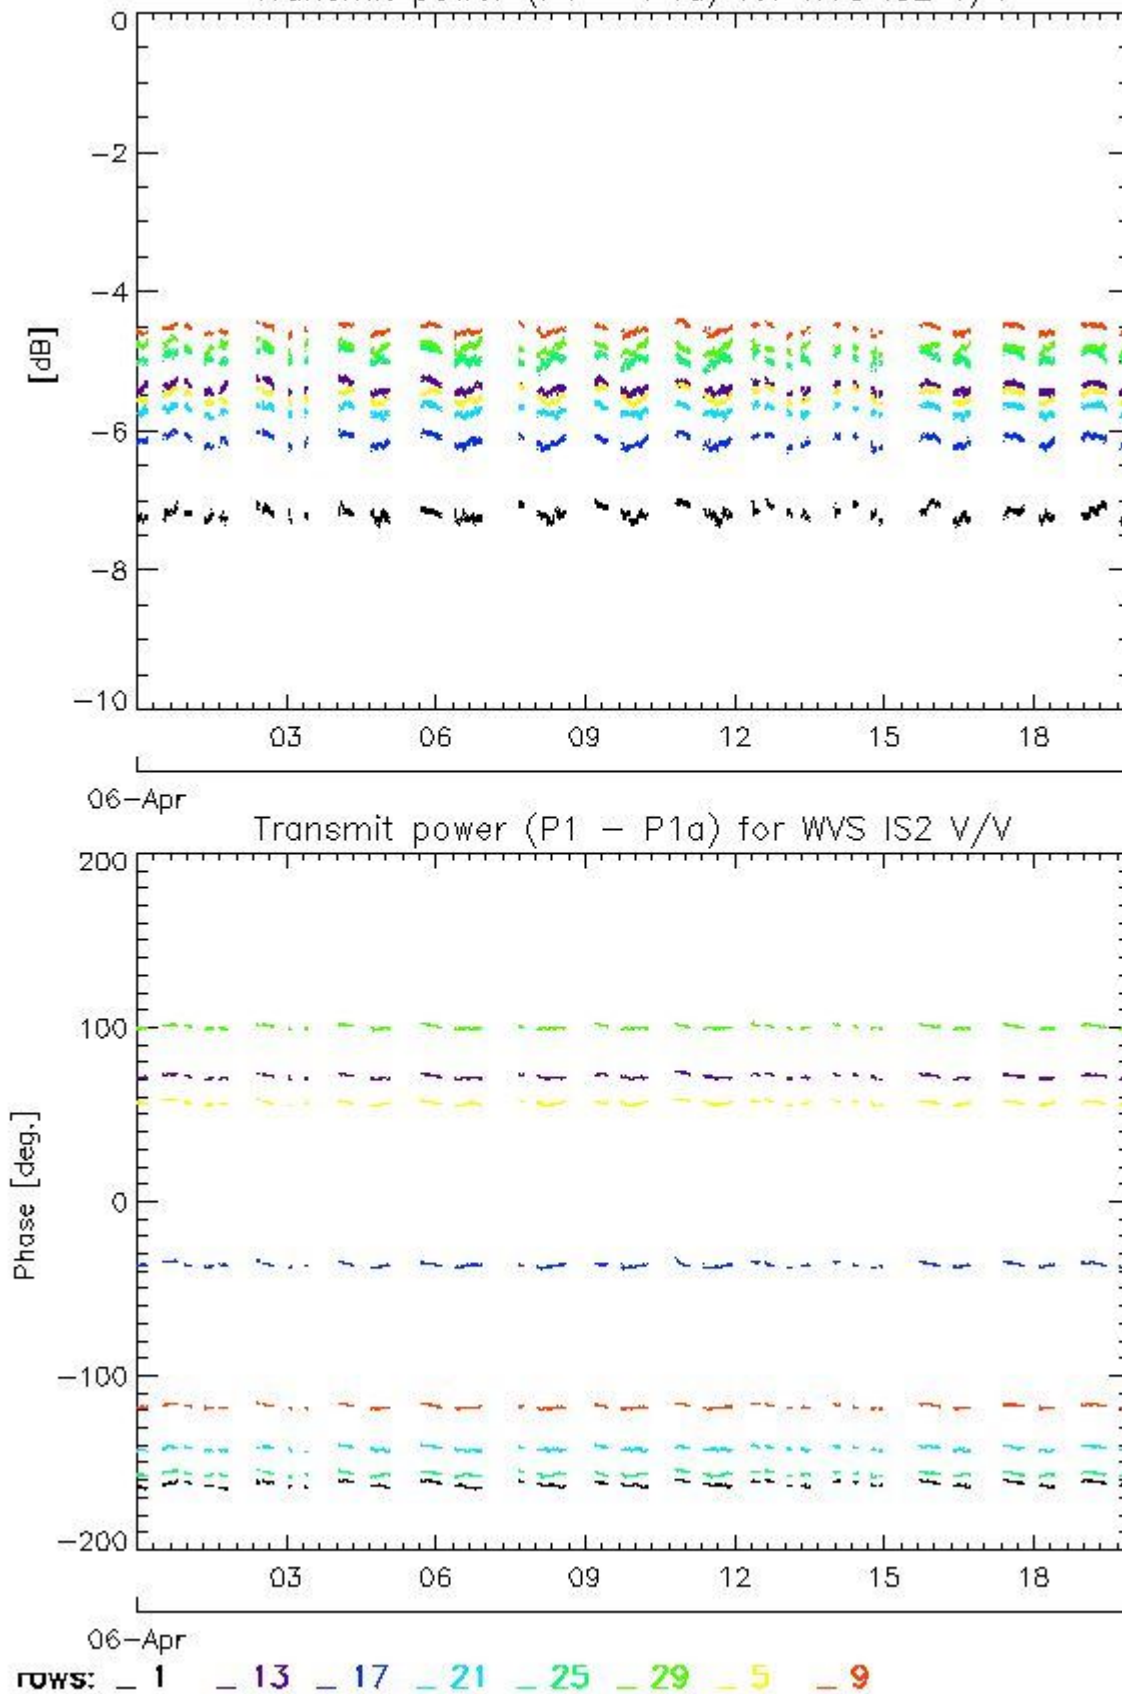 0
−2
−4
[dB]
−6
−8
−10
03 06 09 12 15 18
06−Apr
Transmit power (P1 − P1a) for WVS IS2 V/V
200
100
Phase [deg.]
0
−100
−200
03 06 09 12 15 18
06−Apr
rows: _ 1 _ 13 _ 17 _ 21 _ 25 _ 29 _ 5 _ 9